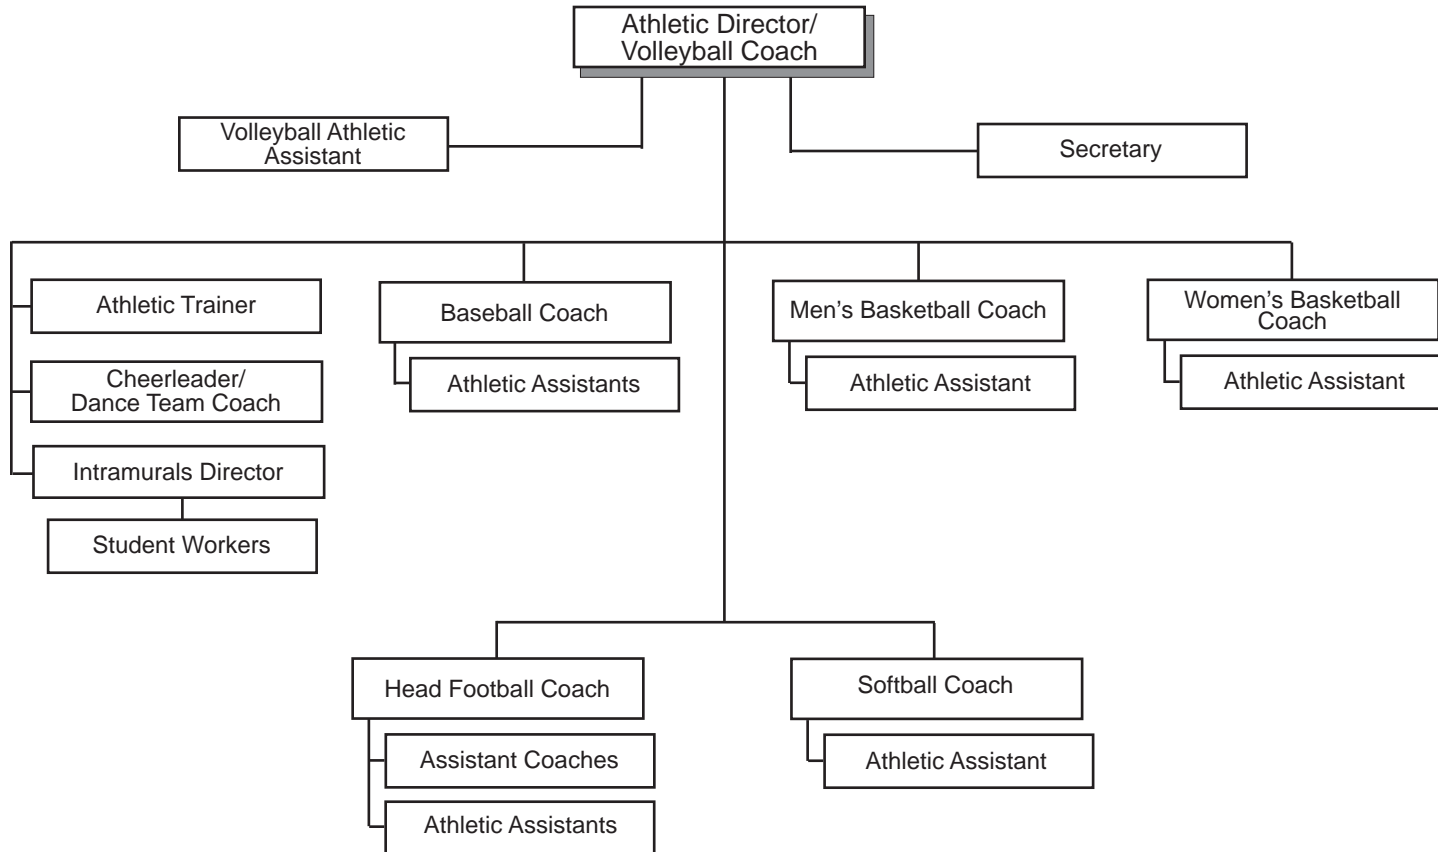 Athletic Director/
Volleyball Coach
Volleyball Athletic
Assistant
Secretary
Athletic Trainer
Cheerleader/
Dance Team Coach
Intramurals Director
Student Workers
Baseball Coach
Athletic Assistants
Men’s Basketball Coach
Athletic Assistant
Women’s Basketball
Coach
Athletic Assistant
Head Football Coach
Assistant Coaches
Athletic Assistants
Softball Coach
Athletic Assistant